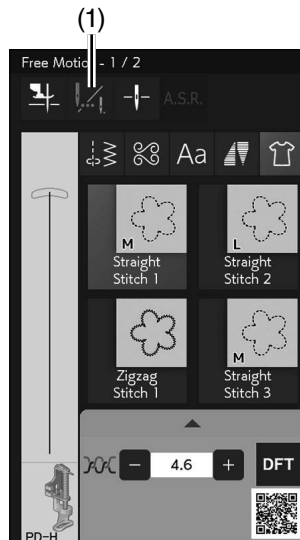 (1)
Free Motion - 1 / 2
A.S.R.
Aa
M
Straight
Stitch 1
L
Straight
Stitch 2
Zigzag
Stitch 1
M
Straight
Stitch 3
4.6
DFT
PD-H